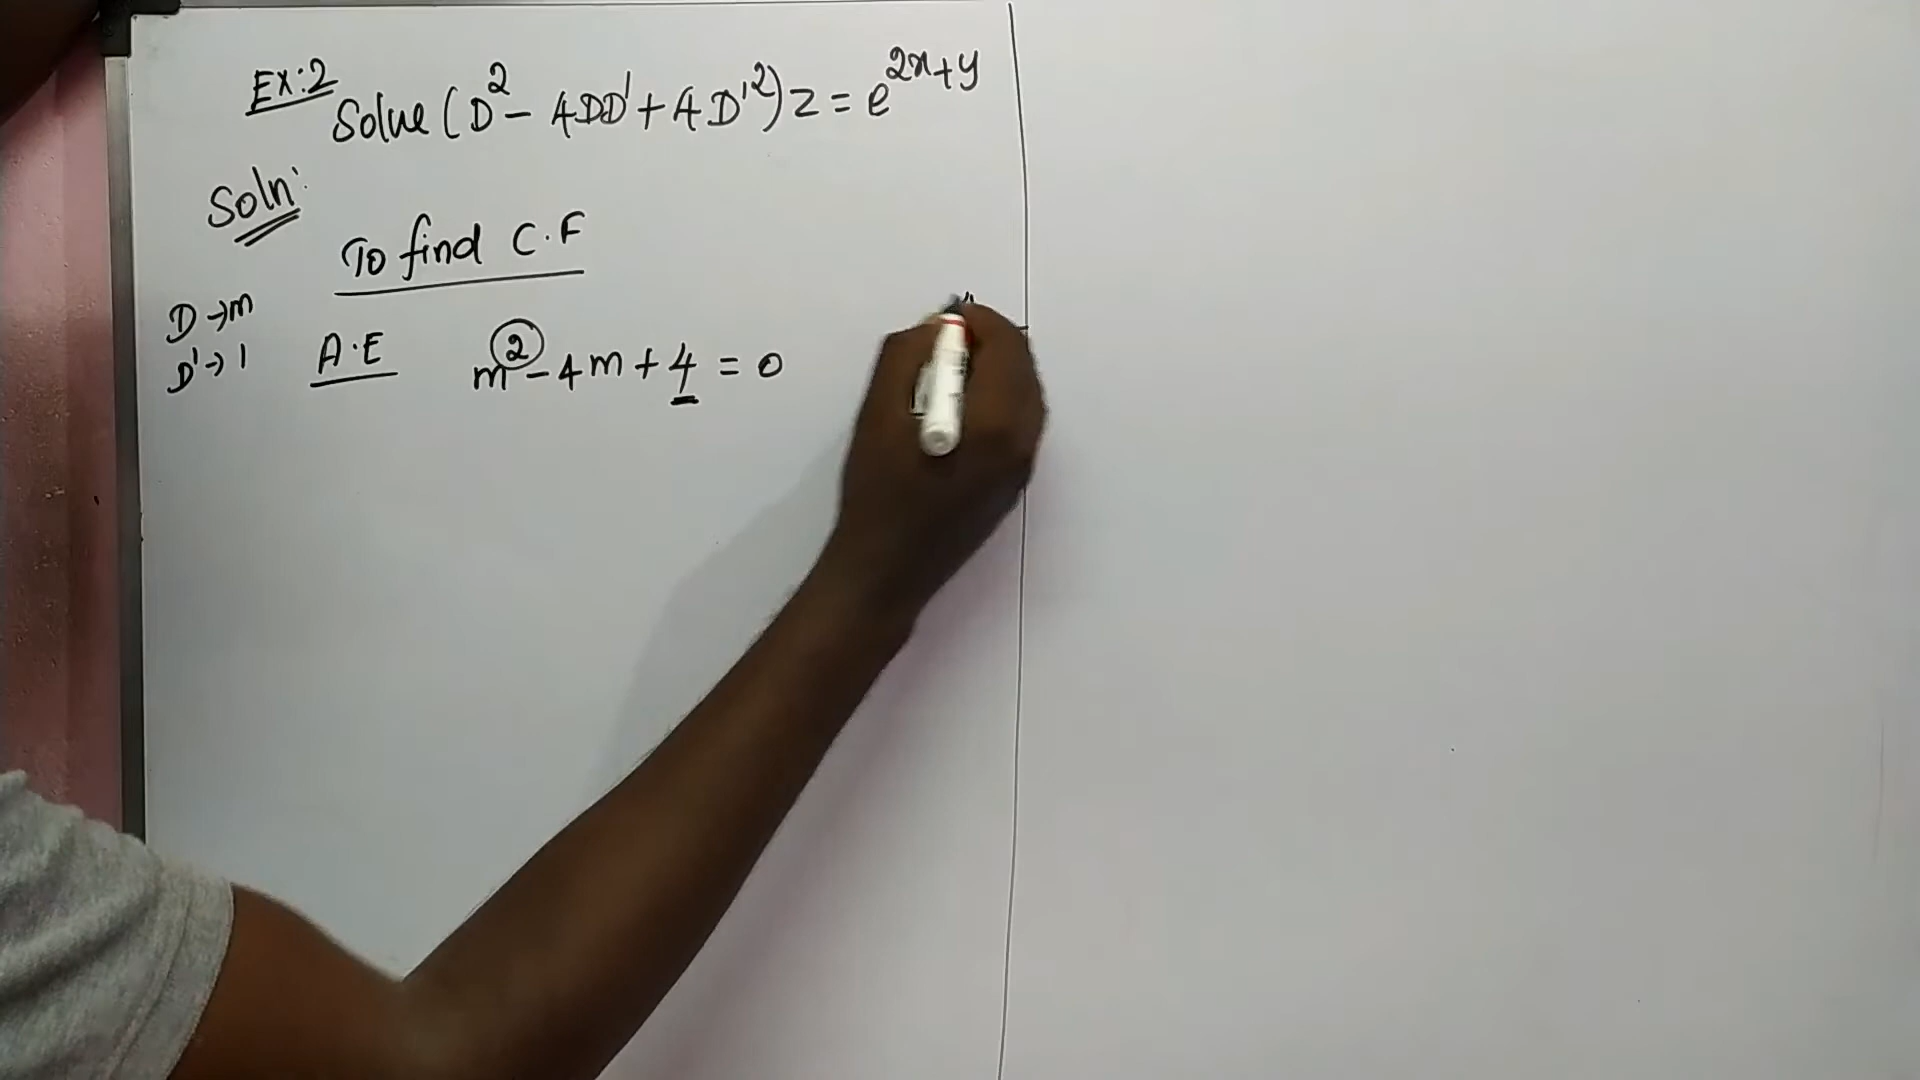 Ex:2 Solve (D² - 4DD' + 4D'²) z = e^{2x+y}
Soln:
To find C.F
D → m
D' → 1
A.E m² - 4m + 4 = 0